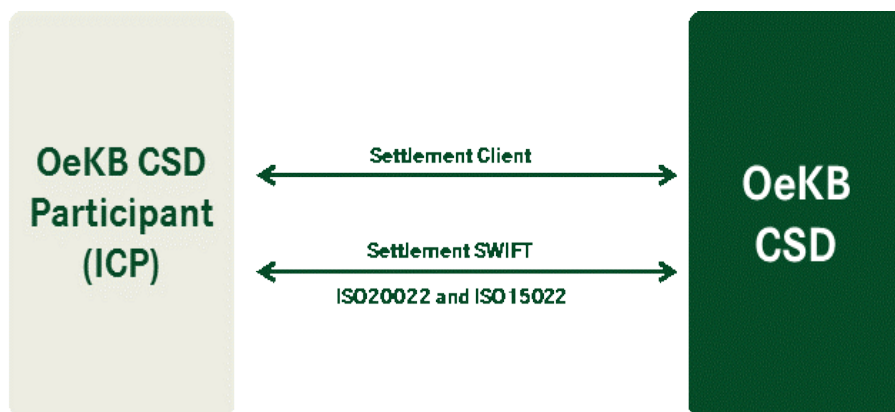 OeKB CSD
Participant
(ICP)
Settlement Client
Settlement SWIFT
ISO20022 and ISO15022
OeKB
CSD